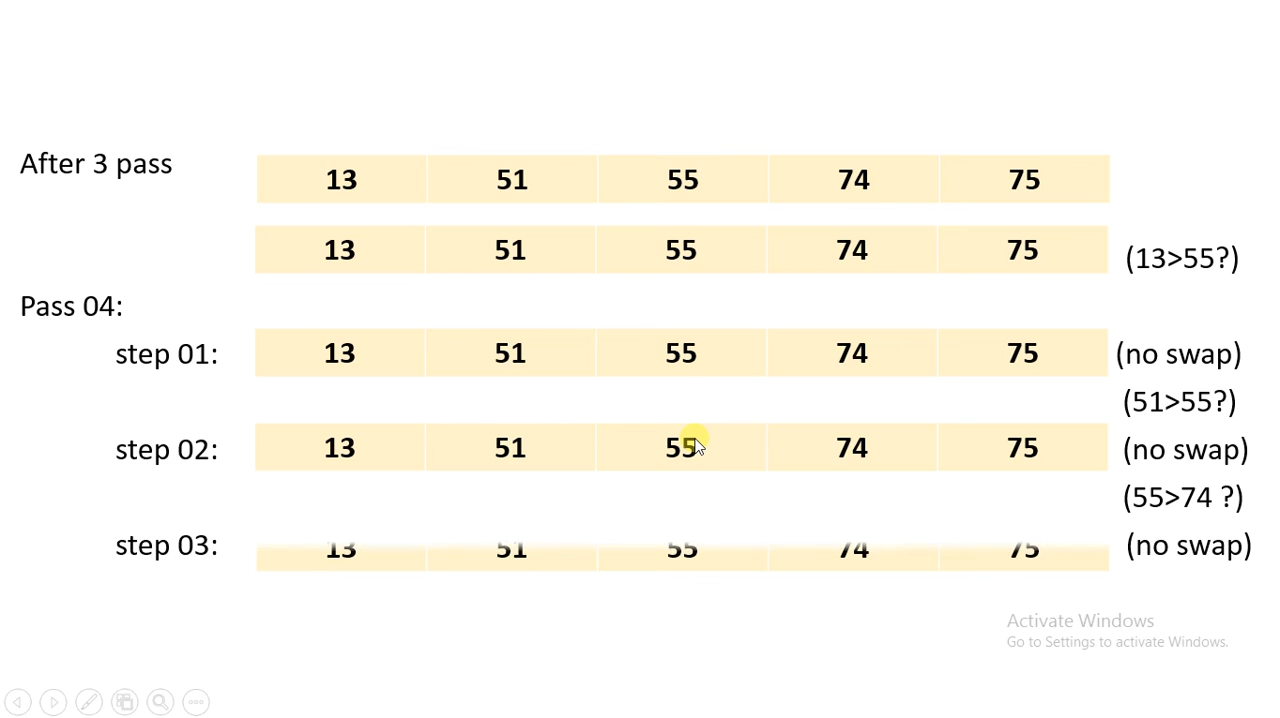 After 3 pass
13 51 55 74 75
13 51 55 74 75 (13>55?)
Pass 04:
step 01: 13 51 55 74 75 (no swap)
(51>55?)
step 02: 13 51 55 74 75 (no swap)
(55>74 ?)
step 03: 13 51 55 74 75 (no swap)
Activate Windows
Go to Settings to activate Windows.